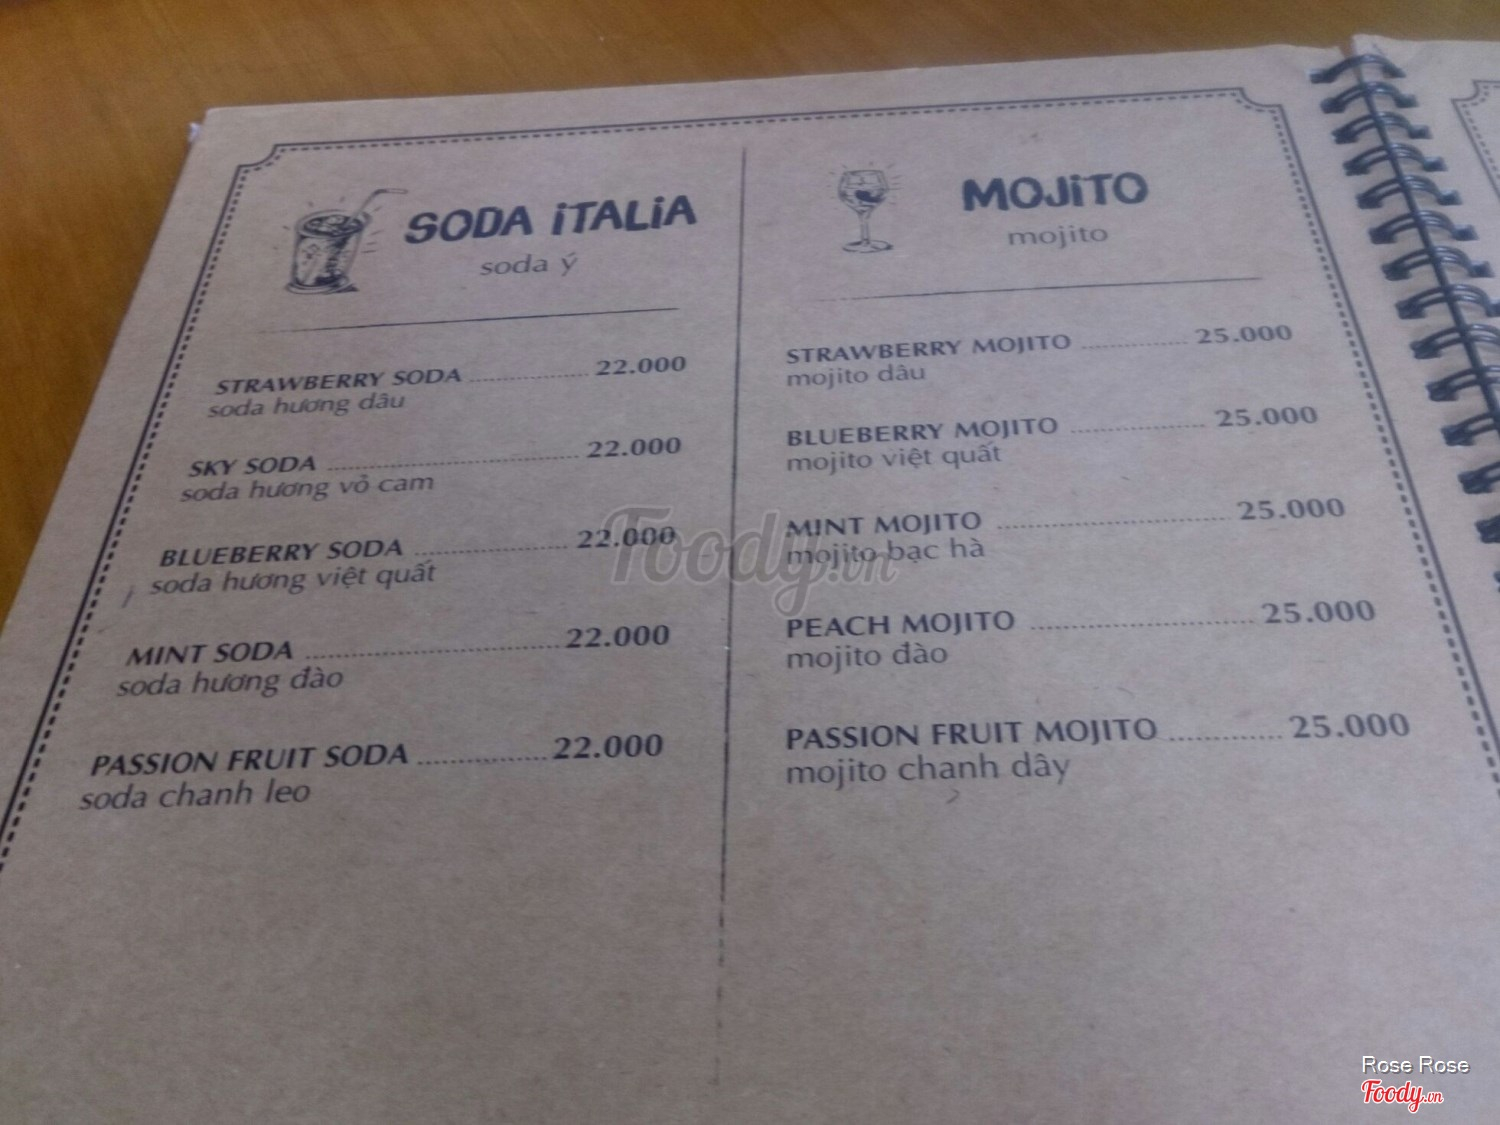 SODA iTALiA
soda ý
STRAWBERRY SODA ........................ 22.000
soda hương dâu
SKY SODA ........................ 22.000
soda hương vỏ cam
BLUEBERRY SODA ........................ 22.000
soda hương việt quất
MINT SODA ........................ 22.000
soda hương đào
PASSION FRUIT SODA ........................ 22.000
soda chanh leo
MOJiTO
mojito
STRAWBERRY MOJITO ........................ 25.000
mojito dâu
BLUEBERRY MOJITO ........................ 25.000
mojito việt quất
MINT MOJITO ........................ 25.000
mojito bạc hà
PEACH MOJITO ........................ 25.000
mojito đào
PASSION FRUIT MOJITO ........................ 25.000
mojito chanh dây
Foody.vn
Rose Rose
Foody.vn